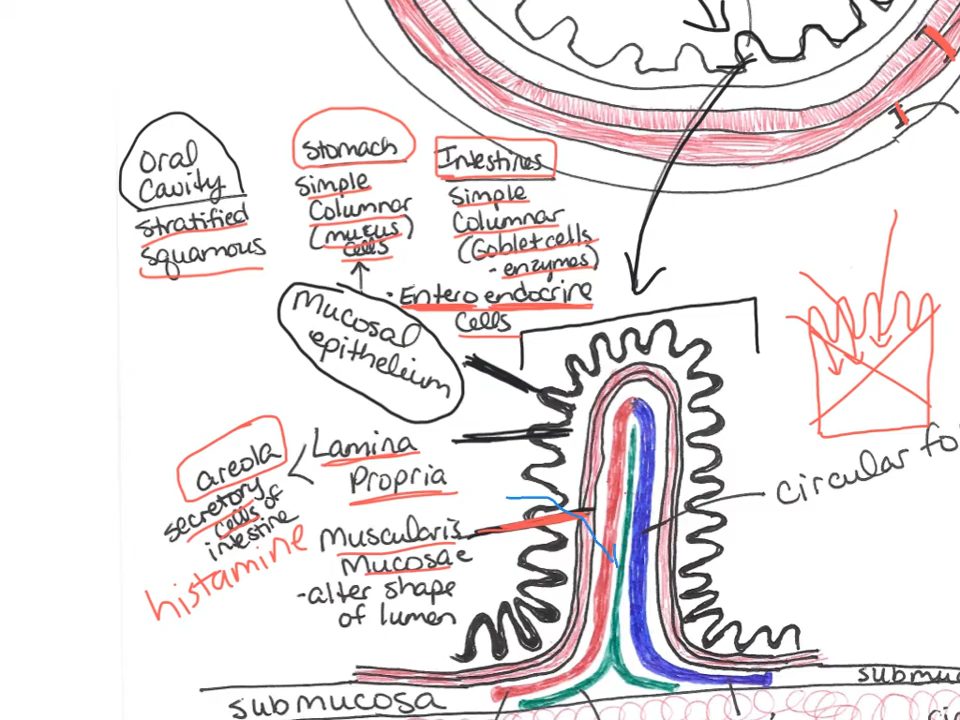 Oral
Cavity
Stratified
Squamous
Stomach
Simple
Columnar
(mucus)
cells
Intestines
Simple
Columnar
(Goblet cells
- enzymes)
· Entero endocrine
Cells
Mucosal
epithelium
areola
secretory
cells of
intestine
histamine
Lamina
Propria
Muscularis
Mucosae
- alter shape
of lumen
circular fo
submucosa
submuc